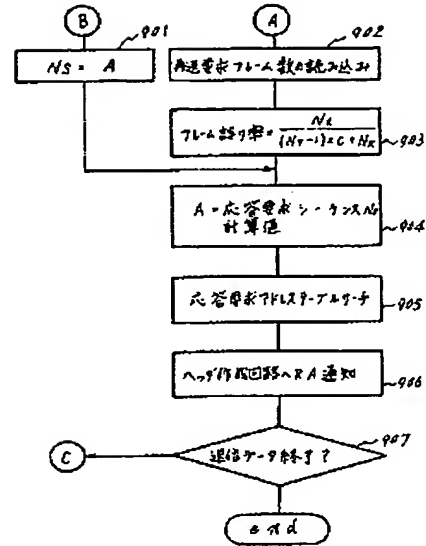 B
901
NS = A
A
902
再送要求フレーム数の読み込み
フレーム誤り率 = NR / (NT-1)×C+NR
903
A = 応答要求シーケンスNo
計算値
904
応答要求アドレステーブルサーチ
905
ヘッダ作成回路へRA通知
906
送信データ終了?
907
C
end